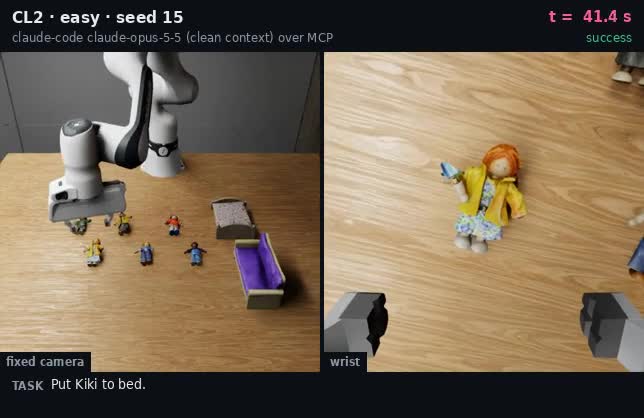 CL2 · easy · seed 15
t = 41.4 s
claude-code claude-opus-5-5 (clean context) over MCP
success
fixed camera
wrist
TASK Put Kiki to bed.